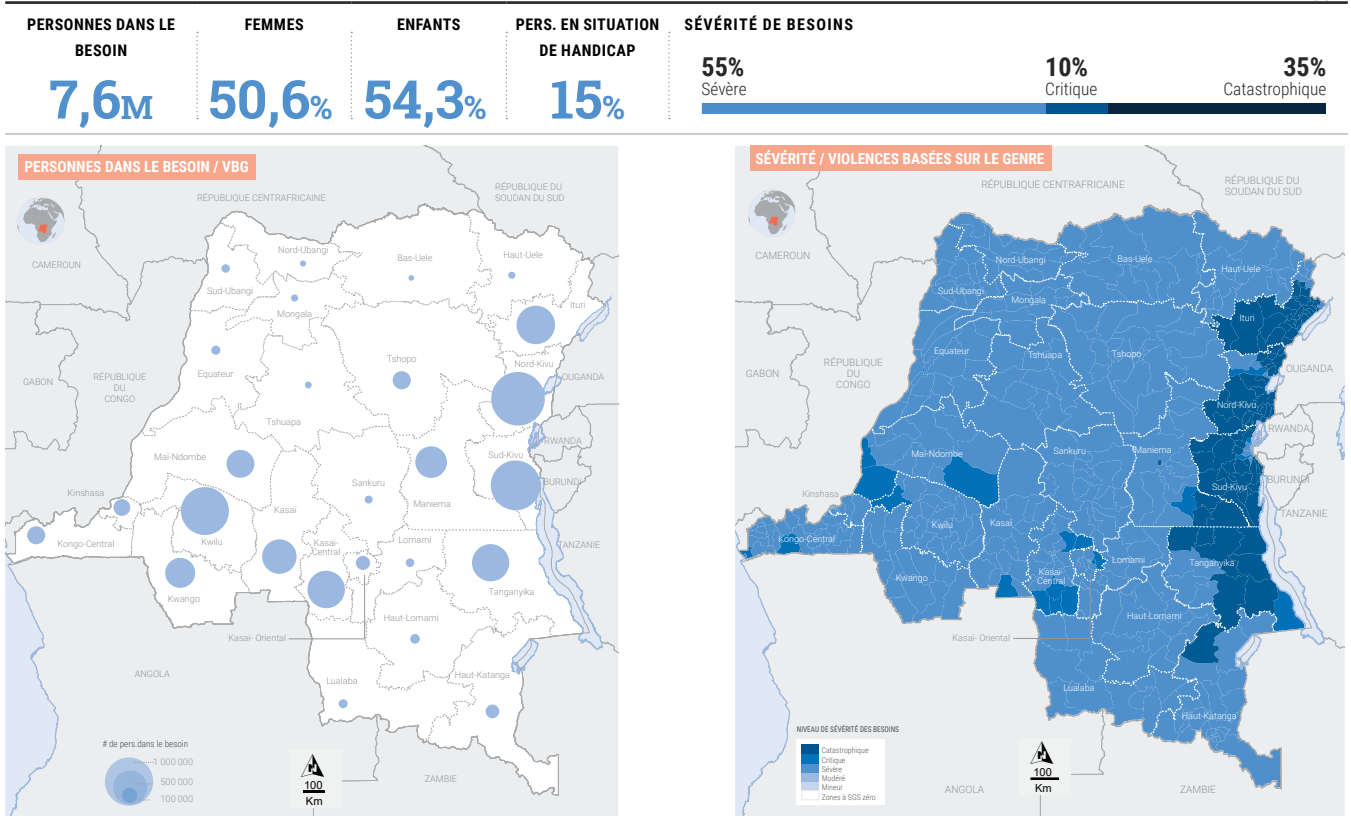 PERSONNES DANS LE
BESOIN
7,6M
FEMMES
50,6%
ENFANTS
54,3%
PERS. EN SITUATION
DE HANDICAP
15%
SÉVÉRITÉ DE BESOINS
55%
Sévère
10%
Critique
35%
Catastrophique
PERSONNES DANS LE BESOIN / VBG
RÉPUBLIQUE CENTRAFRICAINE
RÉPUBLIQUE DU
SOUDAN DU SUD
CAMEROUN
Nord-Ubangi
Bas-Uele
Haut-Uele
Sud-Ubangi
Mongala
Ituri
Tshopo
Nord-Kivu
Equateur
GABON
RÉPUBLIQUE
DU
CONGO
OUGANDA
Tshuapa
RWANDA
Mai-Ndombe
Sud-Kivu
Sankuru
BURUNDI
Kinshasa
Kasaï
Maniema
Kongo-Central
Kwilu
Kasai-
Central
Lomami
TANZANIE
Kwango
Tanganyika
Haut-Lomami
Kasaï- Oriental
ANGOLA
Lualaba
Haut-Katanga
# de pers.dans le besoin
1 000 000
500 000
100 000
100
Km
ZAMBIE
SÉVÉRITÉ / VIOLENCES BASÉES SUR LE GENRE
RÉPUBLIQUE CENTRAFRICAINE
RÉPUBLIQUE DU
SOUDAN DU SUD
CAMEROUN
Nord-Ubangi
Bas-Uele
Haut-Uele
Sud-Ubangi
Mongala
Ituri
Equateur
Tshuapa
Tshopo
GABON
RÉPUBLIQUE
DU
CONGO
OUGANDA
Nord-Kivu
RWANDA
Mai-Ndombe
Sankuru
Maniema
BURUNDI
Sud-Kivu
Kinshasa
TANZANIE
Kwilu
Kasaï
Kongo-Central
Lomami
Tanganyika
Kwango
Kasaï-
Central
Haut-Lomami
Kasaï- Oriental
Lualaba
Haut-Katanga
NIVEAU DE SÉVÉRITÉ DES BESOINS
Catastrophique
Critique
Sévère
Modéré
Mineur
Zones à SGS zéro
100
Km
ANGOLA
ZAMBIE